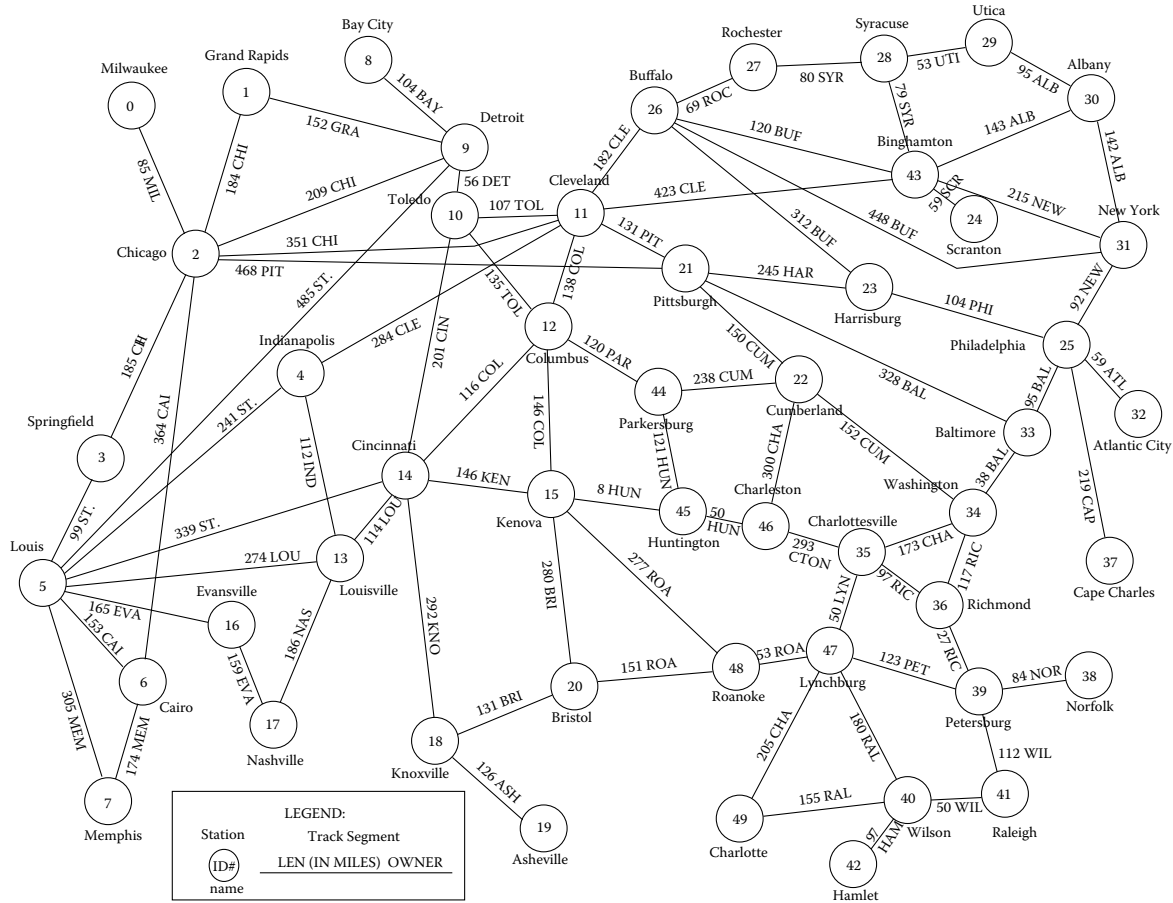 Utica
Syracuse
29
Bay City
Rochester
8
28
53 UTI
27
80 SYR
95 ALB
Grand Rapids
Buffalo
Albany
Milwaukee
1
69 ROC
30
0
104 BAY
26
79 SYR
152 GRA
Detroit
120 BUF
143 ALB
9
182 CLE
Binghamton
142 ALB
85 MIL
184 CHI
56 DET
Cleveland
43
209 CHI
Toledo
107 TOL
423 CLE
59 SCR
215 NEW
10
11
24
New York
312 BUF
448 BUF
131 PIT
Scranton
31
Chicago
2
351 CHI
468 PIT
21
245 HAR
485 ST.
135 TOL
138 COL
Pittsburgh
23
92 NEW
Harrisburg
104 PHI
12
284 CLE
201 CIN
Indianapolis
Columbus
150 CUM
Philadelphia
25
185 CH
4
120 PAR
59 ATL
116 COL
44
238 CUM
22
328 BAL
95 BAL
Cumberland
32
241 ST.
146 COL
Parkersburg
Springfield
364 CAI
Baltimore
33
Atlantic City
3
112 IND
Cincinnati
121 HUN
300 CHA
152 CUM
38 BAL
14
146 KEN
Washington
219 CAP
15
8 HUN
Charleston
99 ST.
339 ST.
114 LOU
Kenova
45
50
HUN
46
Charlottesville
34
Louis
Huntington
293
CTON
173 CHA
274 LOU
13
35
117 RIC
5
Louisville
280 BRI
277 ROA
97 RIC
37
Evansville
50 LYN
Cape Charles
165 EVA
36
Richmond
153 CAI
16
292 KNO
186 NAS
53 ROA
47
27 RIC
159 EVA
151 ROA
48
123 PET
84 NOR
38
6
20
Roanoke
Lynchburg
39
Norfolk
Cairo
131 BRI
Bristol
Petersburg
305 MEM
17
18
205 CHA
180 RAL
174 MEM
Nashville
Knoxville
112 WIL
126 ASH
7
155 RAL
40
50 WIL
41
Memphis
19
49
Wilson
Raleigh
Asheville
Charlotte
97
HAM
42
Hamlet
LEGEND:
Station
Track Segment
ID#
LEN (IN MILES) OWNER
name